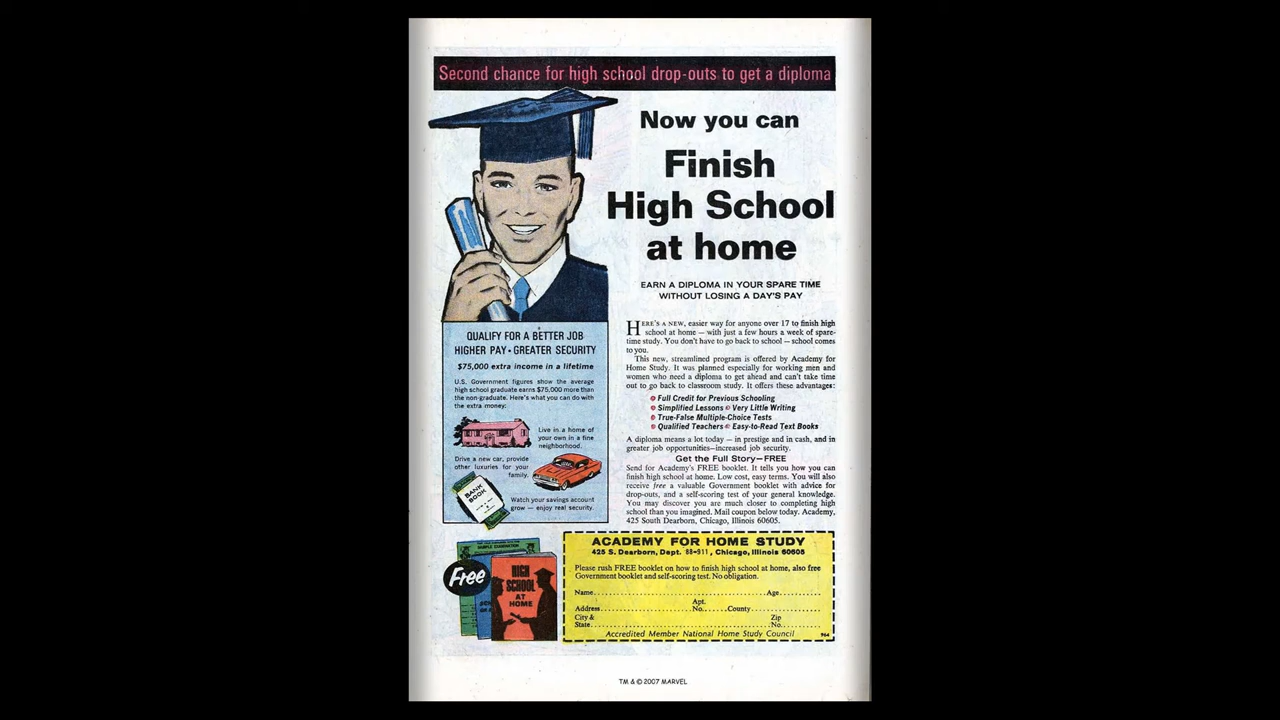 Second chance for high school drop-outs to get a diploma
Now you can
Finish
High School
at home
EARN A DIPLOMA IN YOUR SPARE TIME
WITHOUT LOSING A DAY'S PAY
QUALIFY FOR A BETTER JOB
HIGHER PAY • GREATER SECURITY
$75,000 extra income in a lifetime
U.S. Government figures show the average
high school graduate earns $75,000 more than
the non-graduate. Here's what you can do with
the extra money:
Live in a home of
your own in a fine
neighborhood.
Drive a new car, provide
other luxuries for your
family.
BANK
BOOK
Watch your savings account
grow — enjoy real security.
HERE'S A NEW, easier way for anyone over 17 to finish high
school at home — with just a few hours a week of spare-
time study. You don't have to go back to school — school comes
to you.
This new, streamlined program is offered by Academy for
Home Study. It was planned especially for working men and
women who need a diploma to get ahead and can't take time
out to go back to classroom study. It offers these advantages:
Full Credit for Previous Schooling
Simplified Lessons Very Little Writing
True-False Multiple-Choice Tests
Qualified Teachers Easy-to-Read Text Books
A diploma means a lot today — in prestige and in cash, and in
greater job opportunities—increased job security.
Get the Full Story—FREE
Send for Academy's FREE booklet. It tells you how you can
finish high school at home. Low cost, easy terms. You will also
receive free a valuable Government booklet with advice for
drop-outs, and a self-scoring test of your general knowledge.
You may discover you are much closer to completing high
school than you imagined. Mail coupon below today. Academy,
425 South Dearborn, Chicago, Illinois 60605.
Free
SAMPLE EXAMINATION
HIGH
SCHOOL
AT
HOME
ACADEMY FOR HOME STUDY
425 S. Dearborn, Dept. 88-911, Chicago, Illinois 60605
Please rush FREE booklet on how to finish high school at home, also free
Government booklet and self-scoring test. No obligation.
Name Age
Address Apt. No. County
City & State Zip No.
Accredited Member National Home Study Council 964
TM & © 2007 MARVEL